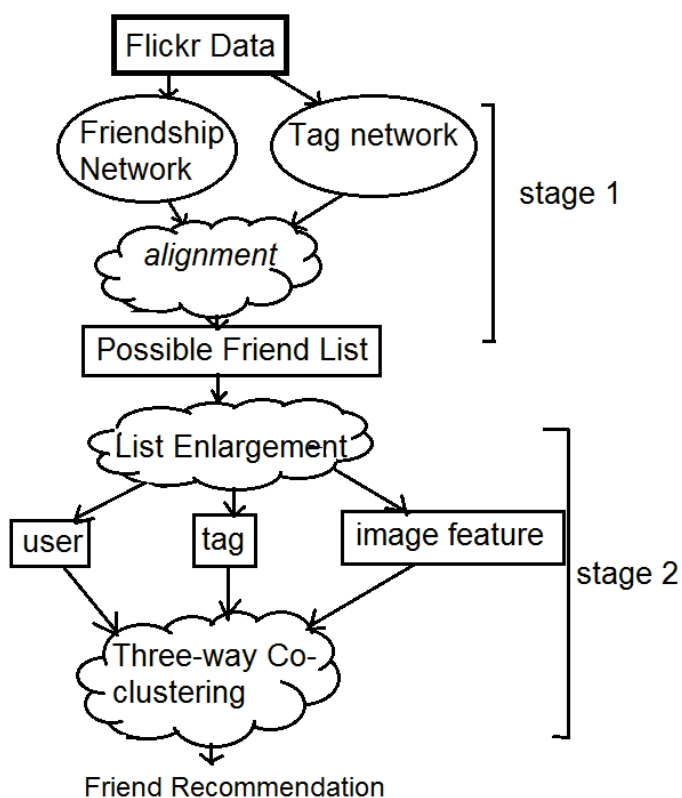 Flickr Data
Friendship
Network
Tag network
stage 1
alignment
Possible Friend List
List Enlargement
user
tag
image feature
stage 2
Three-way Co-
clustering
Friend Recommendation